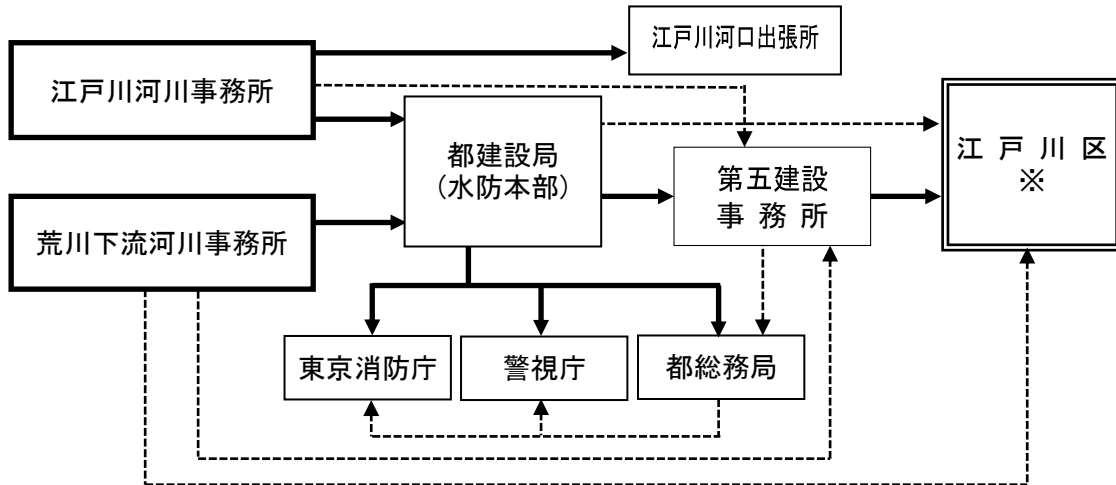 江戸川河口出張所
江戸川河川事務所
都建設局
(水防本部)
第五建設
事務所
江戸川区
※
荒川下流河川事務所
東京消防庁
警視庁
都総務局